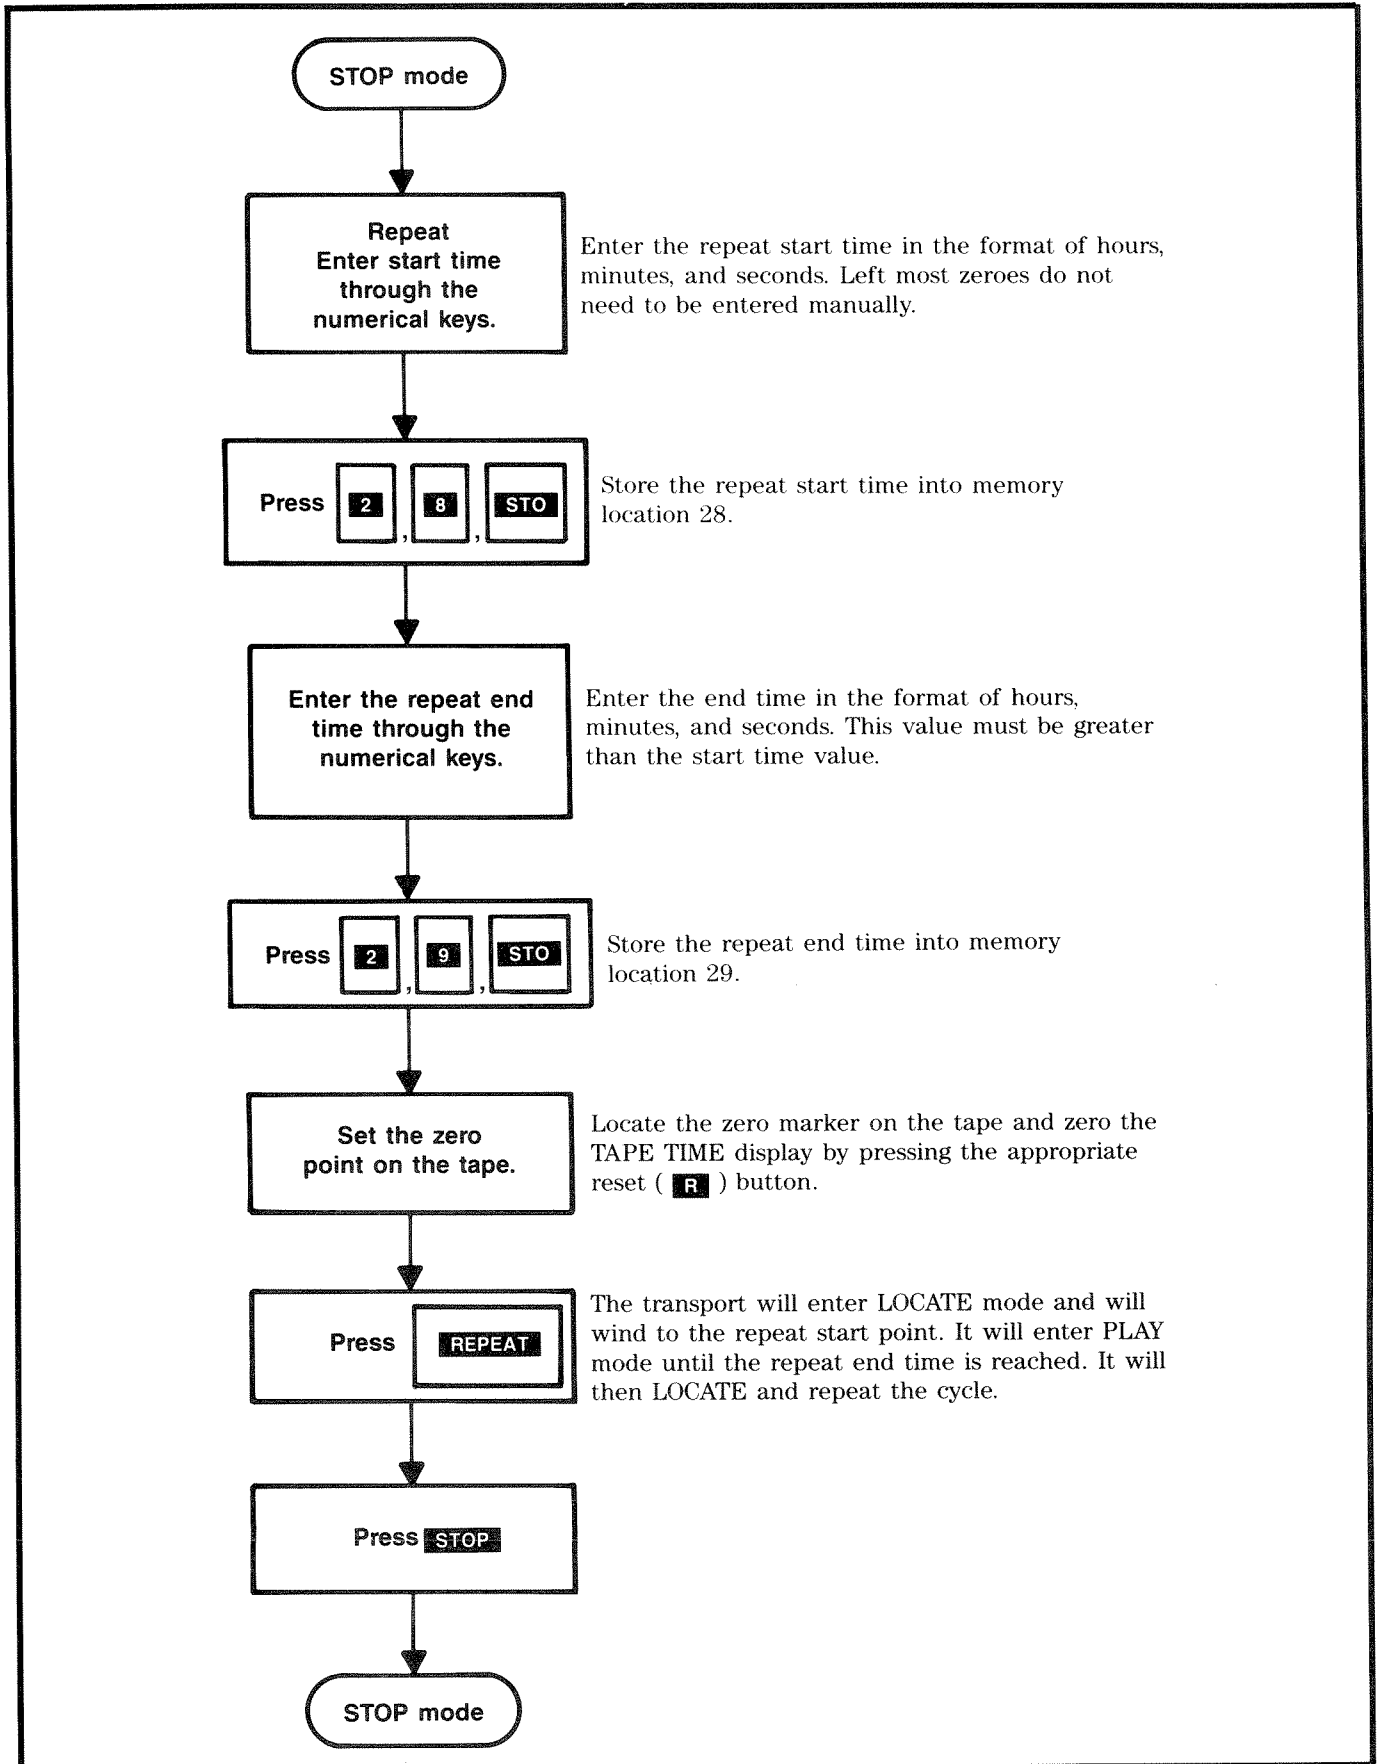 STOP mode
Repeat
Enter start time
through the
numerical keys.
Enter the repeat start time in the format of hours,
minutes, and seconds. Left most zeroes do not
need to be entered manually.
Press 2 , 8 , STO
Store the repeat start time into memory
location 28.
Enter the repeat end
time through the
numerical keys.
Enter the end time in the format of hours,
minutes, and seconds. This value must be greater
than the start time value.
Press 2 , 9 , STO
Store the repeat end time into memory
location 29.
Set the zero
point on the tape.
Locate the zero marker on the tape and zero the
TAPE TIME display by pressing the appropriate
reset ( R ) button.
Press REPEAT
The transport will enter LOCATE mode and will
wind to the repeat start point. It will enter PLAY
mode until the repeat end time is reached. It will
then LOCATE and repeat the cycle.
Press STOP
STOP mode